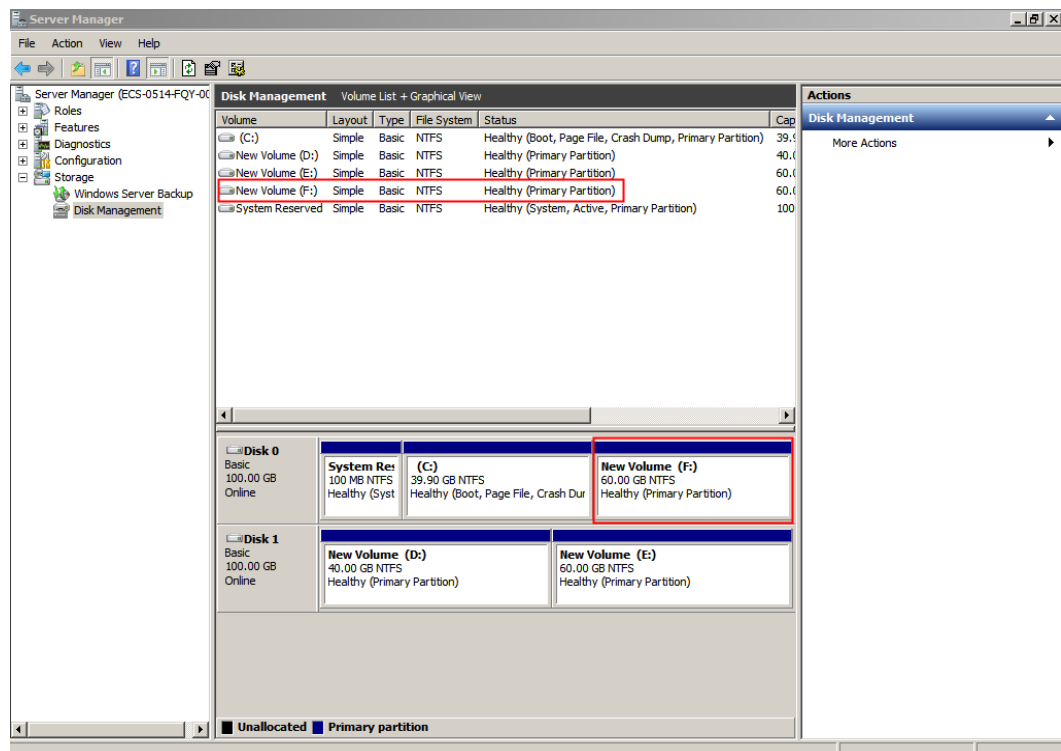 Server Manager
File Action View Help
Server Manager (ECS-0514-FQY-00
Roles
Features
Diagnostics
Configuration
Storage
Windows Server Backup
Disk Management
Disk Management Volume List + Graphical View
Volume Layout Type File System Status Cap
(C:) Simple Basic NTFS Healthy (Boot, Page File, Crash Dump, Primary Partition) 39.9
New Volume (D:) Simple Basic NTFS Healthy (Primary Partition) 40.0
New Volume (E:) Simple Basic NTFS Healthy (Primary Partition) 60.0
New Volume (F:) Simple Basic NTFS Healthy (Primary Partition) 60.0
System Reserved Simple Basic NTFS Healthy (System, Active, Primary Partition) 100
Disk 0
Basic
100.00 GB
Online
System Res
100 MB NTFS
Healthy (Syst
(C:)
39.90 GB NTFS
Healthy (Boot, Page File, Crash Dur
New Volume (F:)
60.00 GB NTFS
Healthy (Primary Partition)
Disk 1
Basic
100.00 GB
Online
New Volume (D:)
40.00 GB NTFS
Healthy (Primary Partition)
New Volume (E:)
60.00 GB NTFS
Healthy (Primary Partition)
Unallocated Primary partition
Actions
Disk Management
More Actions